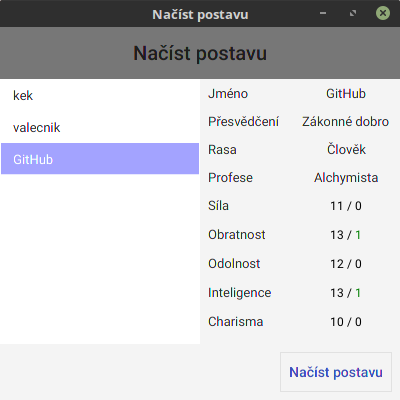 Načíst postavu
Načíst postavu
kek
valecnik
GitHub
Jméno GitHub
Přesvědčení Zákonné dobro
Rasa Člověk
Profese Alchymista
Síla 11 / 0
Obratnost 13 / 1
Odolnost 12 / 0
Inteligence 13 / 1
Charisma 10 / 0
Načíst postavu